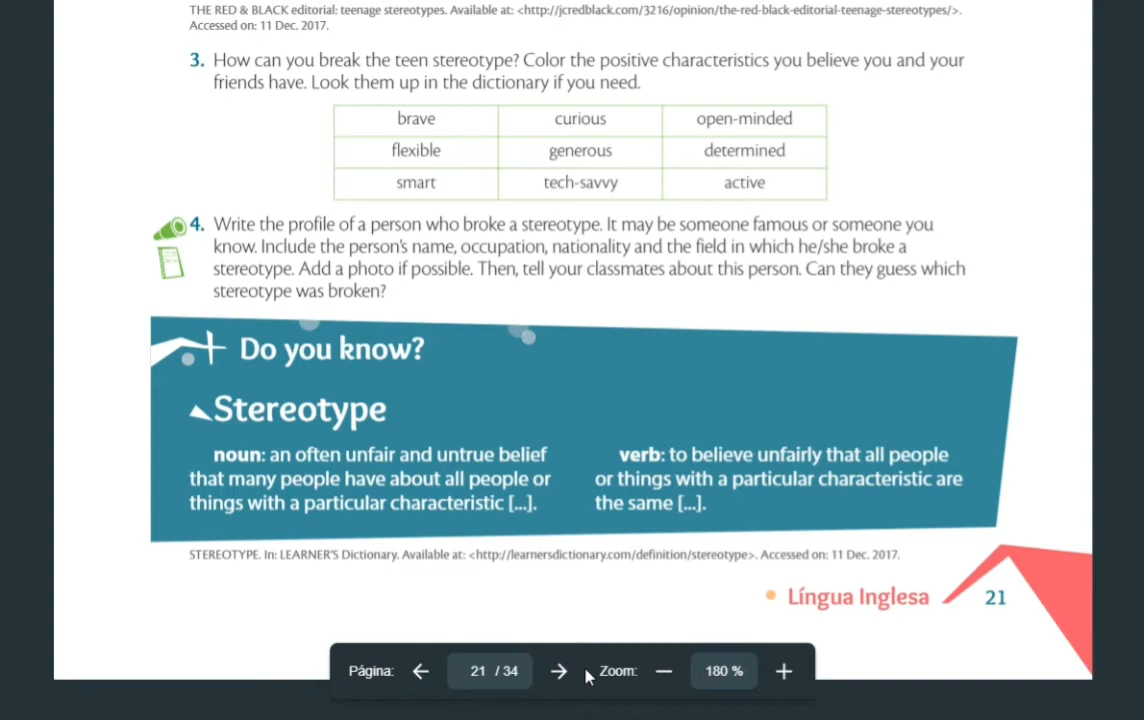 THE RED & BLACK editorial: teenage stereotypes. Available at: <http://jcredblack.com/3216/opinion/the-red-black-editorial-teenage-stereotypes/>.
Accessed on: 11 Dec. 2017.
3. How can you break the teen stereotype? Color the positive characteristics you believe you and your
friends have. Look them up in the dictionary if you need.
brave curious open-minded
flexible generous determined
smart tech-savvy active
4. Write the profile of a person who broke a stereotype. It may be someone famous or someone you
know. Include the person's name, occupation, nationality and the field in which he/she broke a
stereotype. Add a photo if possible. Then, tell your classmates about this person. Can they guess which
stereotype was broken?
Do you know?
Stereotype
noun: an often unfair and untrue belief
that many people have about all people or
things with a particular characteristic [...].
verb: to believe unfairly that all people
or things with a particular characteristic are
the same [...].
STEREOTYPE. In: LEARNER'S Dictionary. Available at: <http://learnersdictionary.com/definition/stereotype>. Accessed on: 11 Dec. 2017.
Língua Inglesa 21
Página: 21 / 34 Zoom: 180 %